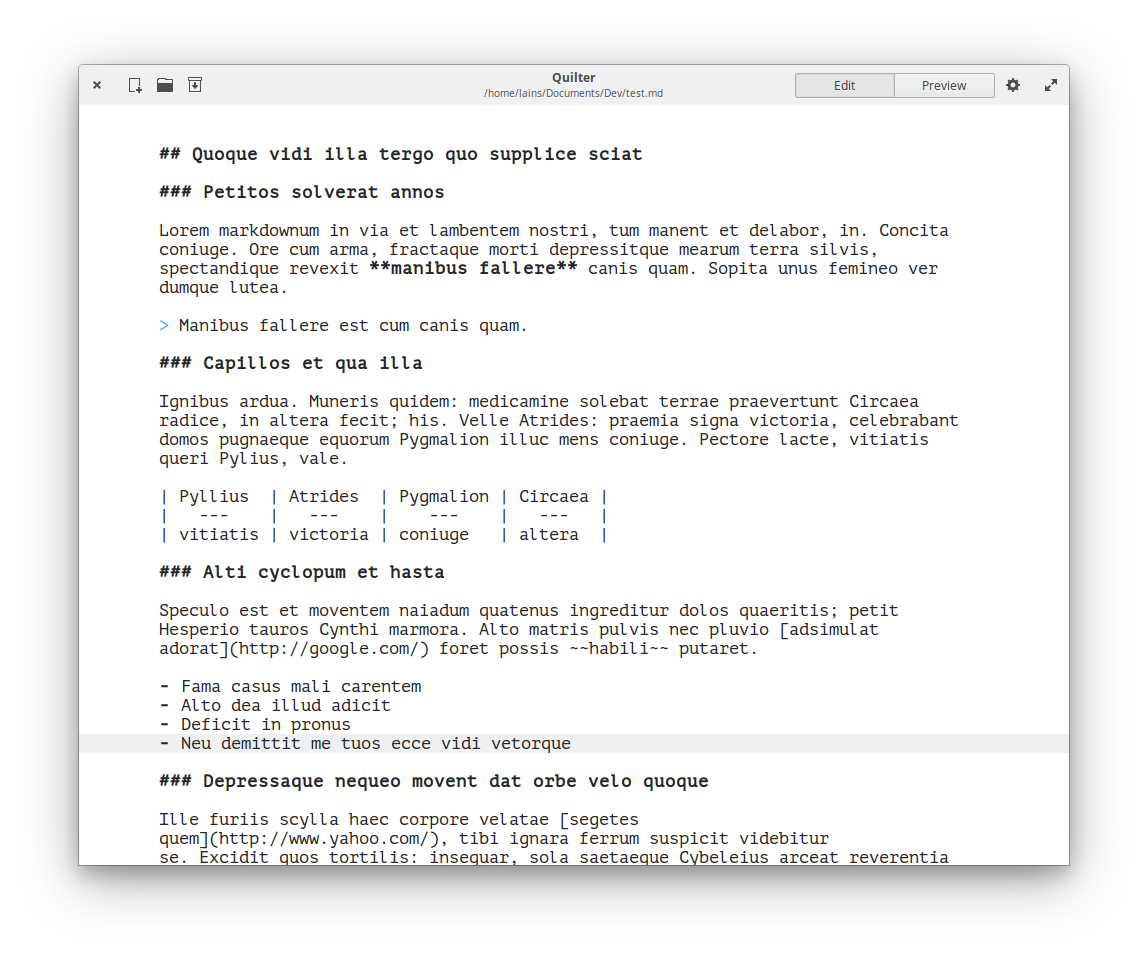 Quilter
/home/lains/Documents/Dev/test.md
Edit
Preview
## Quoque vidi illa tergo quo supplice sciat
### Petitos solverat annos
Lorem markdownum in via et lambentem nostri, tum manent et delabor, in. Concita
coniuge. Ore cum arma, fractaque morti depressitque mearum terra silvis,
spectandique revexit **manibus fallere** canis quam. Sopita unus femineo ver
dumque lutea.
> Manibus fallere est cum canis quam.
### Capillos et qua illa
Ignibus ardua. Muneris quidem: medicamine solebat terrae praevertunt Circaea
radice, in altera fecit; his. Velle Atrides: praemia signa victoria, celebrabant
domos pugnaeque equorum Pygmalion illuc mens coniuge. Pectore lacte, vitiatis
queri Pylius, vale.
| Pyllius  | Atrides  | Pygmalion | Circaea |
|   ---    |   ---    |    ---    |   ---   |
| vitiatis | victoria | coniuge   | altera  |
### Alti cyclopum et hasta
Speculo est et moventem naiadum quatenus ingreditur dolos quaeritis; petit
Hesperio tauros Cynthi marmora. Alto matris pulvis nec pluvio [adsimulat
adorat](http://google.com/) foret possis ~~habili~~ putaret.
- Fama casus mali carentem
- Alto dea illud adicit
- Deficit in pronus
- Neu demittit me tuos ecce vidi vetorque
### Depressaque nequeo movent dat orbe velo quoque
Ille furiis scylla haec corpore velatae [segetes
quem](http://www.yahoo.com/), tibi ignara ferrum suspicit videbitur
se. Excidit quos tortilis: insequar, sola saetaeque Cybeleius arceat reverentia